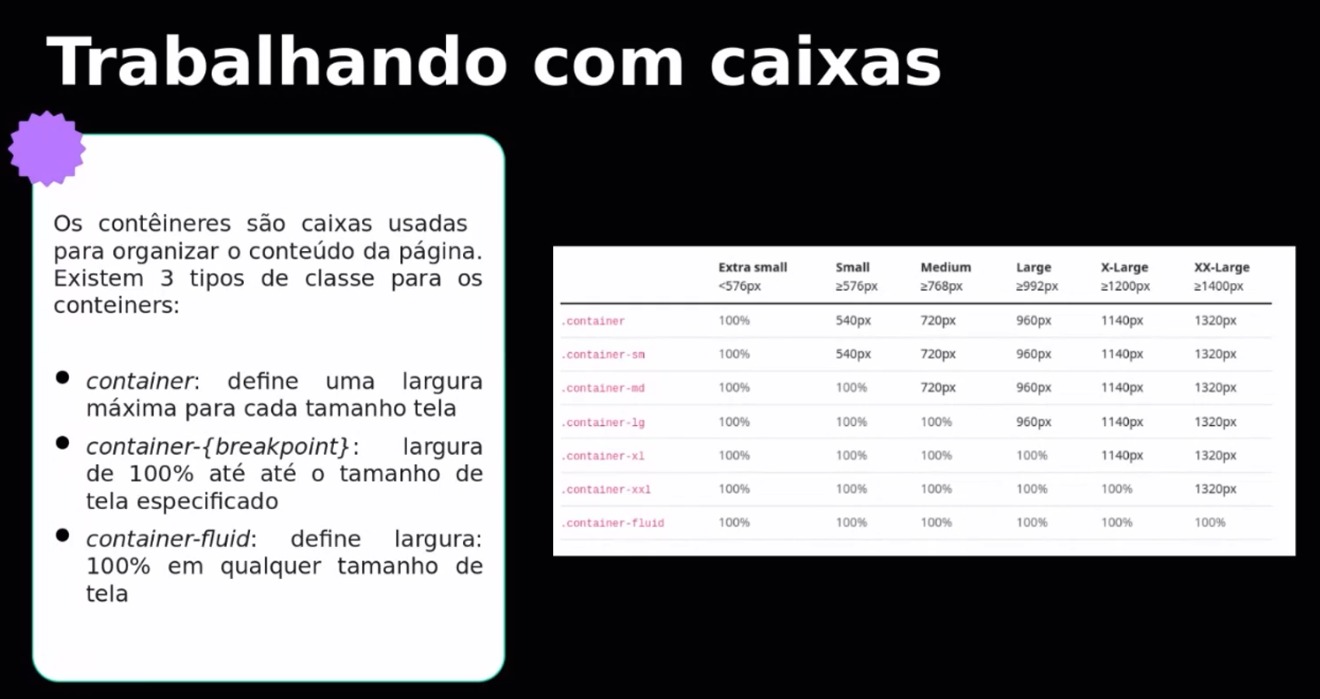 Trabalhando com caixas
Os contêineres são caixas usadas
para organizar o conteúdo da página.
Existem 3 tipos de classe para os
conteiners:
● container: define uma largura
máxima para cada tamanho tela
● container-{breakpoint}: largura
de 100% até até o tamanho de
tela especificado
● container-fluid: define largura:
100% em qualquer tamanho de
tela
Extra small Small Medium Large X-Large XX-Large
<576px ≥576px ≥768px ≥992px ≥1200px ≥1400px
.container 100% 540px 720px 960px 1140px 1320px
.container-sm 100% 540px 720px 960px 1140px 1320px
.container-md 100% 100% 720px 960px 1140px 1320px
.container-lg 100% 100% 100% 960px 1140px 1320px
.container-xl 100% 100% 100% 100% 1140px 1320px
.container-xxl 100% 100% 100% 100% 100% 1320px
.container-fluid 100% 100% 100% 100% 100% 100%